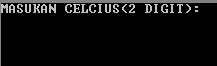 MASUKAN CELCIUS(2 DIGIT):